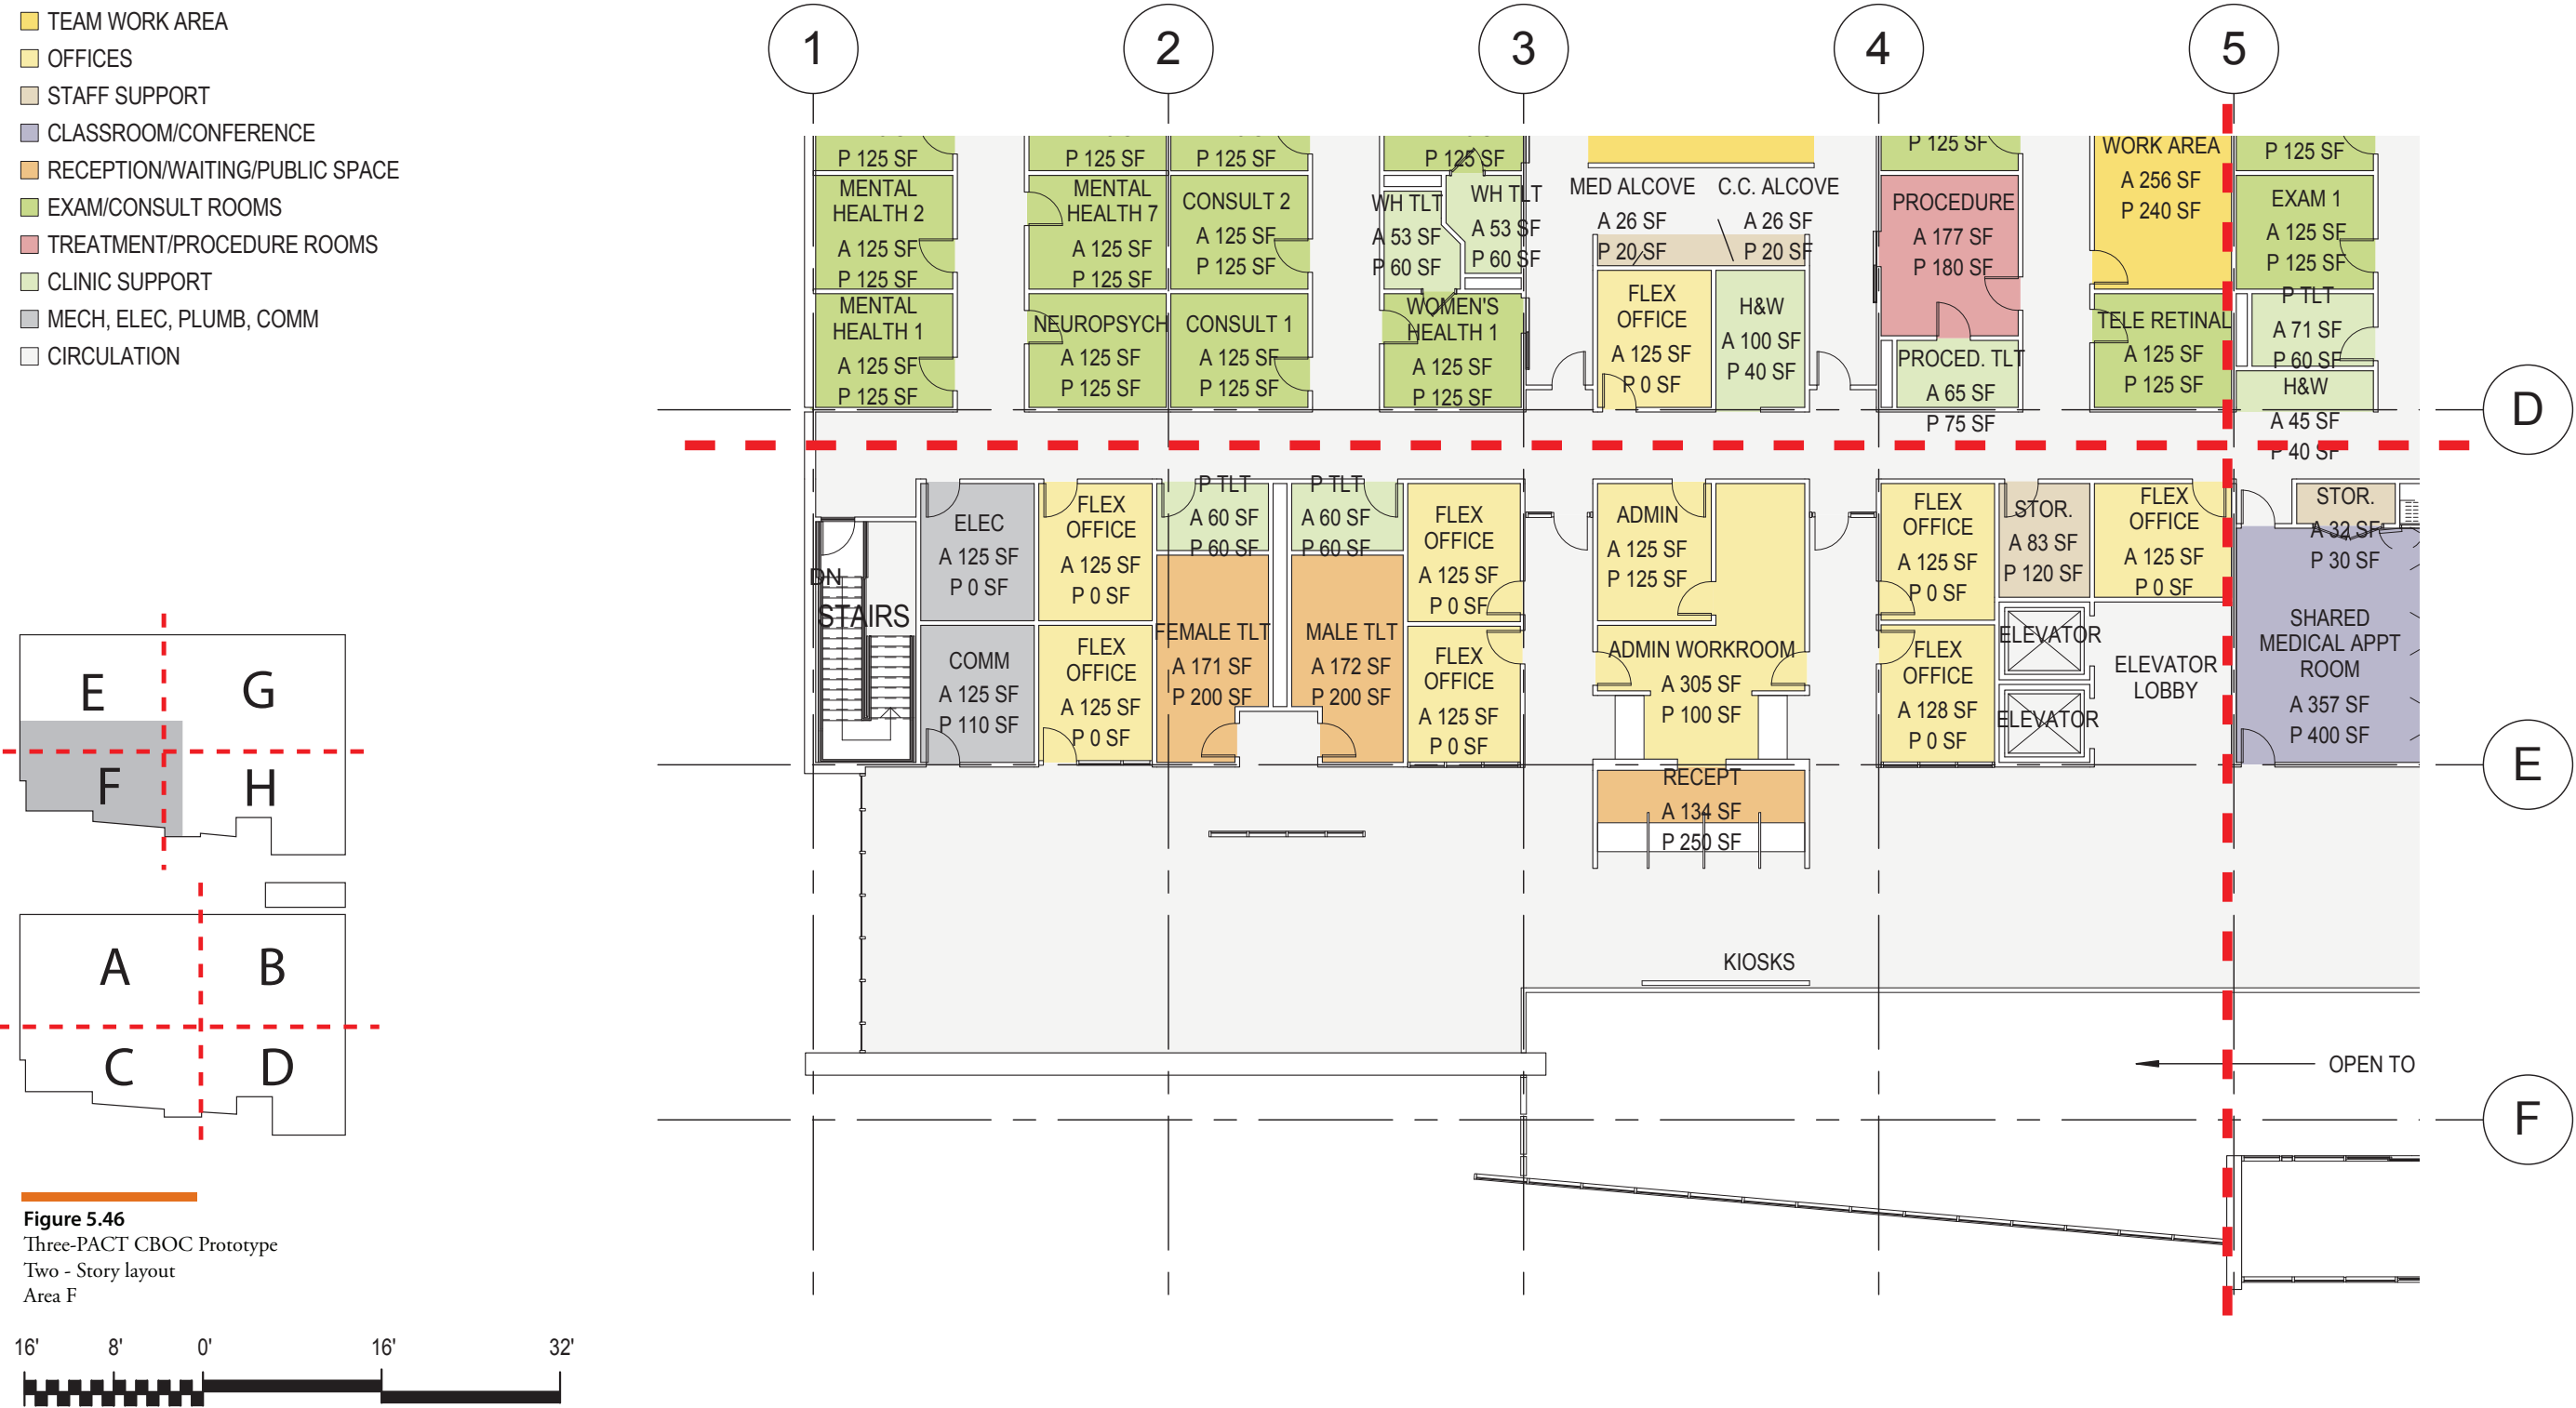 TEAM WORK AREA
OFFICES
STAFF SUPPORT
CLASSROOM/CONFERENCE
RECEPTION/WAITING/PUBLIC SPACE
EXAM/CONSULT ROOMS
TREATMENT/PROCEDURE ROOMS
CLINIC SUPPORT
MECH, ELEC, PLUMB, COMM
CIRCULATION
1
2
3
4
5
P 125 SF
P 125 SF
P 125 SF
P 125 SF
P 125 SF
WORK AREA
A 256 SF
P 240 SF
P 125 SF
MENTAL
HEALTH 2
A 125 SF
P 125 SF
MENTAL
HEALTH 7
A 125 SF
P 125 SF
CONSULT 2
A 125 SF
P 125 SF
WH TLT
A 53 SF
P 60 SF
WH TLT
A 53 SF
P 60 SF
MED ALCOVE
A 26 SF
P 20 SF
C.C. ALCOVE
A 26 SF
P 20 SF
PROCEDURE
A 177 SF
P 180 SF
EXAM 1
A 125 SF
P 125 SF
MENTAL
HEALTH 1
A 125 SF
P 125 SF
NEUROPSYCH
A 125 SF
P 125 SF
CONSULT 1
A 125 SF
P 125 SF
WOMEN'S
HEALTH 1
A 125 SF
P 125 SF
FLEX
OFFICE
A 125 SF
P 0 SF
H&W
A 100 SF
P 40 SF
PROCED. TLT
A 65 SF
P 75 SF
TELE RETINAL
A 125 SF
P 125 SF
P TLT
A 71 SF
P 60 SF
H&W
A 45 SF
P 40 SF
D
ELEC
A 125 SF
P 0 SF
FLEX
OFFICE
A 125 SF
P 0 SF
P TLT
A 60 SF
P 60 SF
P TLT
A 60 SF
P 60 SF
FLEX
OFFICE
A 125 SF
P 0 SF
ADMIN
A 125 SF
P 125 SF
FLEX
OFFICE
A 125 SF
P 0 SF
STOR.
A 83 SF
P 120 SF
FLEX
OFFICE
A 125 SF
P 0 SF
STOR.
A 32 SF
P 30 SF
DN
STAIRS
COMM
A 125 SF
P 110 SF
FLEX
OFFICE
A 125 SF
P 0 SF
FEMALE TLT
A 171 SF
P 200 SF
MALE TLT
A 172 SF
P 200 SF
FLEX
OFFICE
A 125 SF
P 0 SF
ADMIN WORKROOM
A 305 SF
P 100 SF
FLEX
OFFICE
A 128 SF
P 0 SF
ELEVATOR
ELEVATOR
ELEVATOR
LOBBY
SHARED
MEDICAL APPT
ROOM
A 357 SF
P 400 SF
E
RECEPT
A 134 SF
P 250 SF
KIOSKS
OPEN TO
F
E
G
F
H
A
B
C
D
Figure 5.46
Three-PACT CBOC Prototype
Two - Story layout
Area F
16'
8'
0'
16'
32'